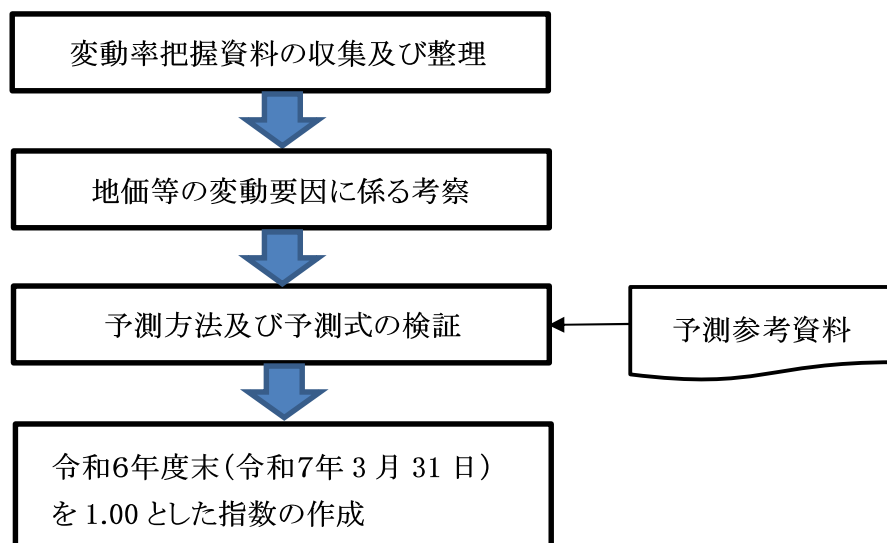 変動率把握資料の収集及び整理
地価等の変動要因に係る考察
予測方法及び予測式の検証
予測参考資料
令和６年度末（令和７年 3 月 31 日）
を 1.00 とした指数の作成